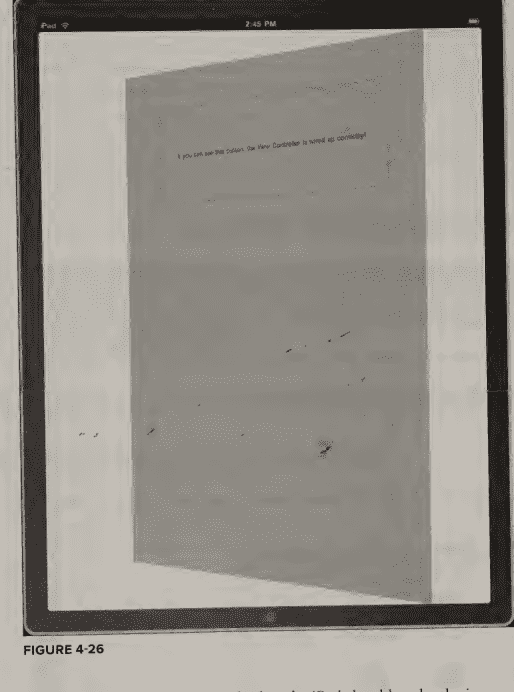 iPad 2:45 PM
If you can see this button, the View Controller is wired up correctly!
FIGURE 4-26